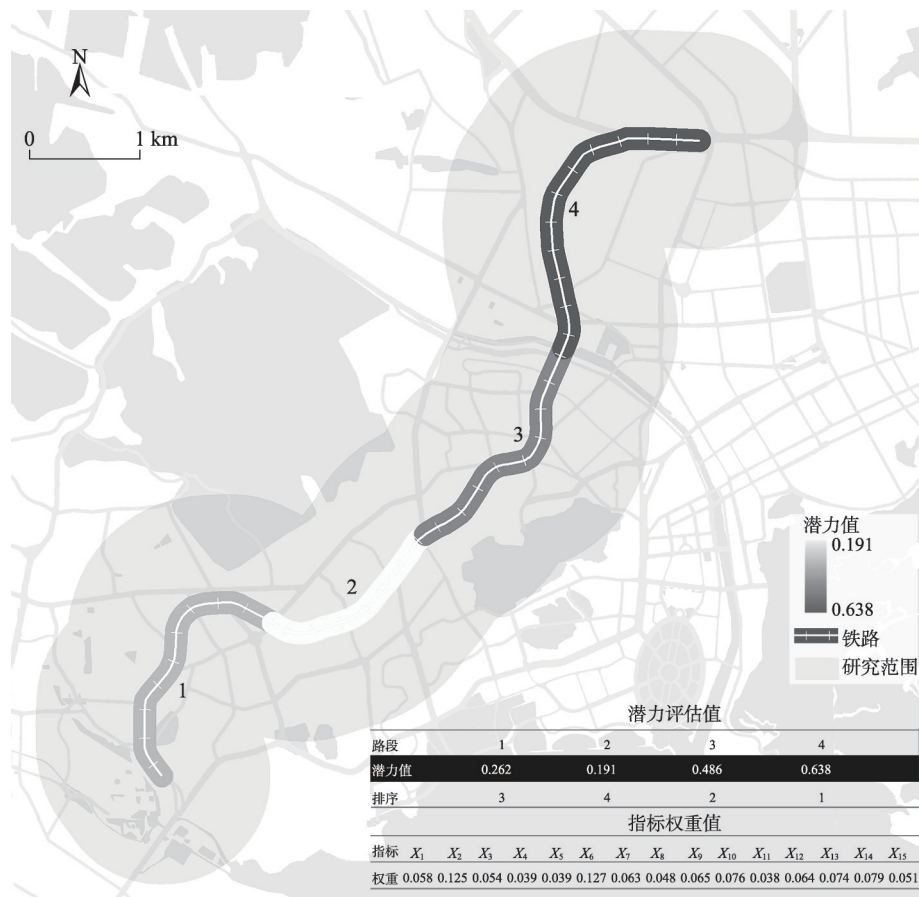 N
0 1 km
4
3
2
1
潜力值
0.191
0.638
铁路
研究范围
潜力评估值
路段 1 2 3 4
潜力值 0.262 0.191 0.486 0.638
排序 3 4 2 1
指标权重值
指标 X1 X2 X3 X4 X5 X6 X7 X8 X9 X10 X11 X12 X13 X14 X15
权重 0.058 0.125 0.054 0.039 0.039 0.127 0.063 0.048 0.065 0.076 0.038 0.064 0.074 0.079 0.051